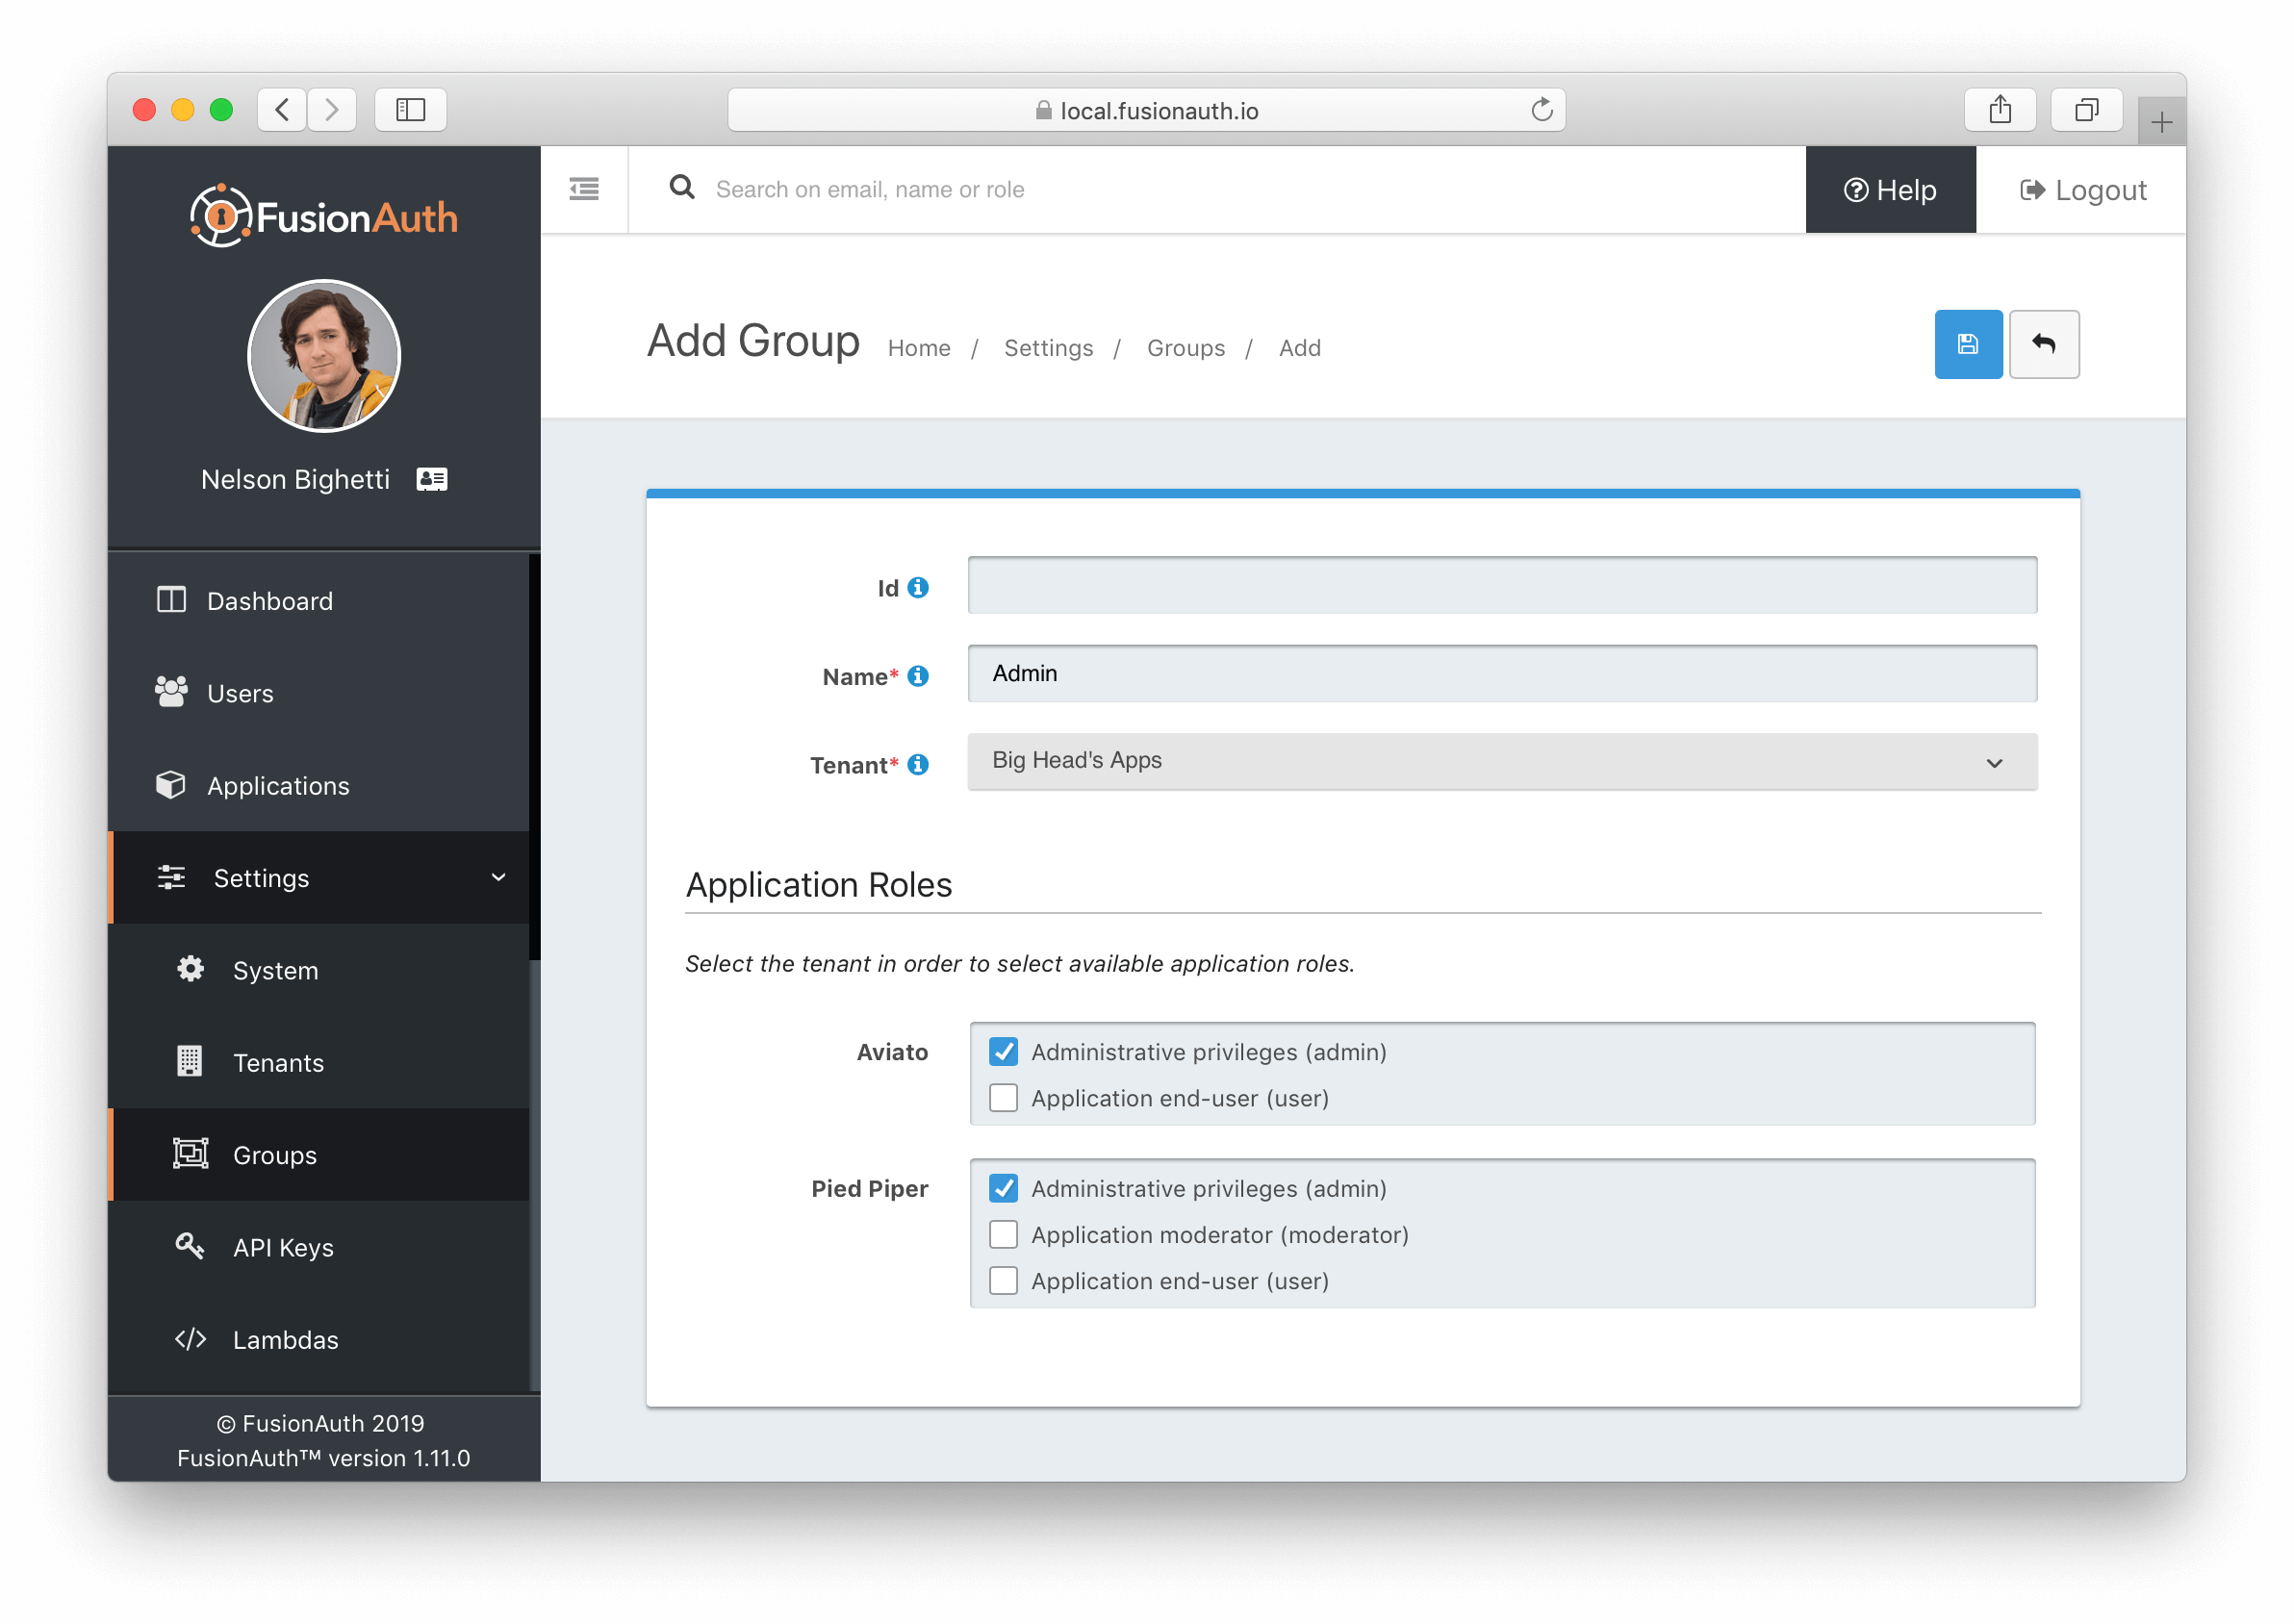 local.fusionauth.io
FusionAuth
Search on email, name or role
Help
Logout
Nelson Bighetti
Add Group
Home / Settings / Groups / Add
Dashboard
Users
Applications
Settings
System
Tenants
Groups
API Keys
Lambdas
© FusionAuth 2019
FusionAuth™ version 1.11.0
Id
Name* Admin
Tenant* Big Head's Apps
Application Roles
Select the tenant in order to select available application roles.
Aviato
Administrative privileges (admin)
Application end-user (user)
Pied Piper
Administrative privileges (admin)
Application moderator (moderator)
Application end-user (user)